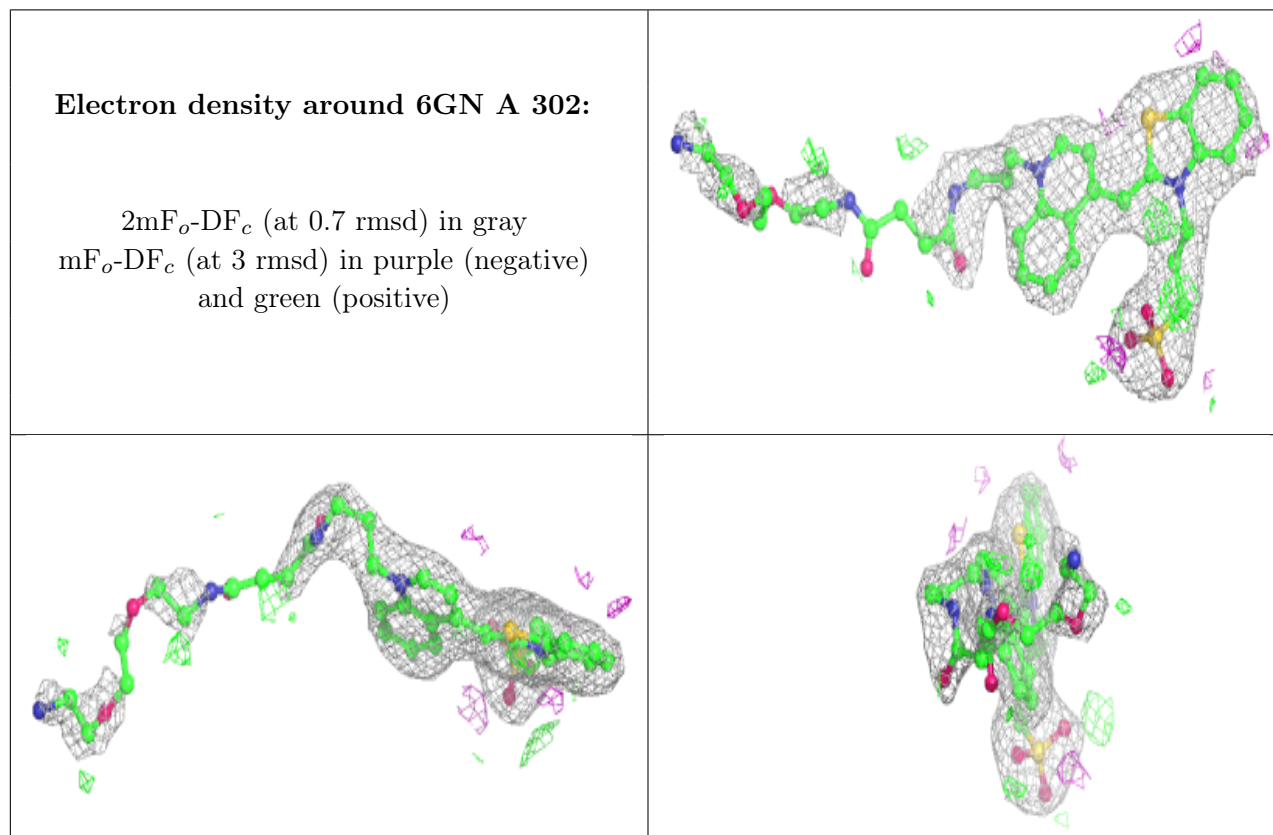 Electron density around 6GN A 302:
2mFo-DFc (at 0.7 rmsd) in gray
mFo-DFc (at 3 rmsd) in purple (negative)
and green (positive)